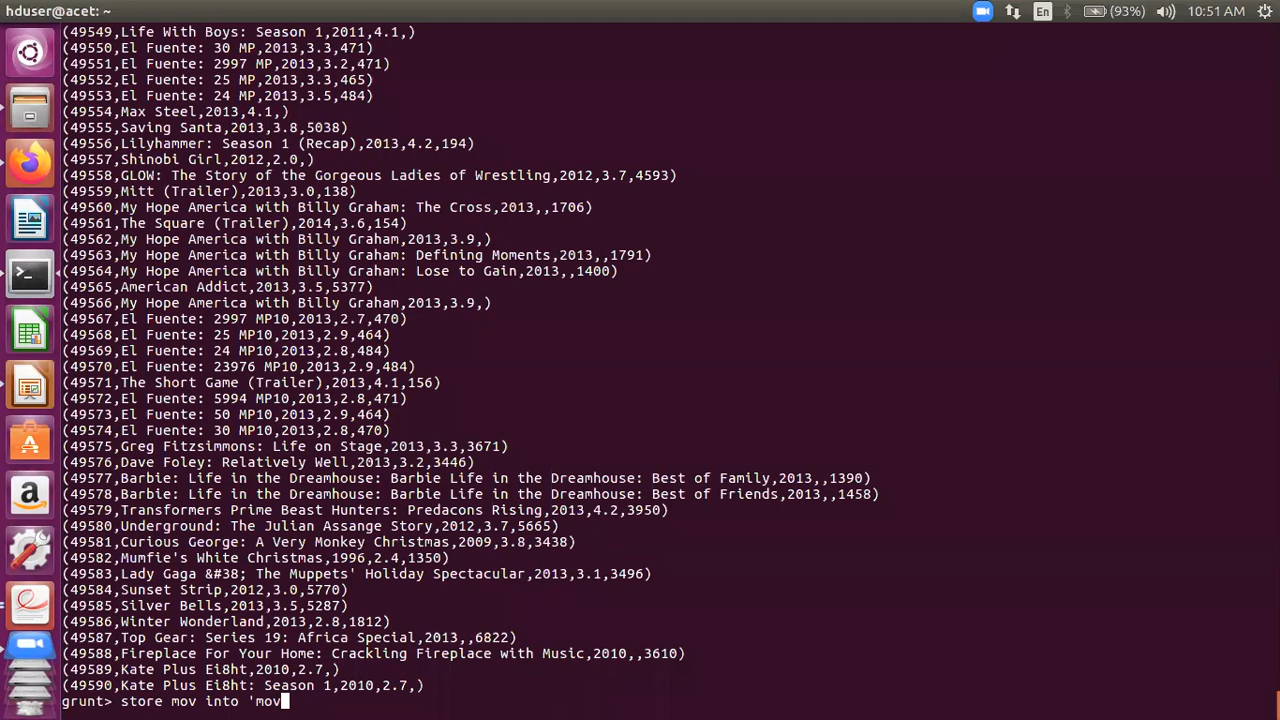 hduser@acet: ~
En
(93%)
10:51 AM
(49549,Life With Boys: Season 1,2011,4.1,)
(49550,El Fuente: 30 MP,2013,3.3,471)
(49551,El Fuente: 2997 MP,2013,3.2,471)
(49552,El Fuente: 25 MP,2013,3.3,465)
(49553,El Fuente: 24 MP,2013,3.5,484)
(49554,Max Steel,2013,4.1,)
(49555,Saving Santa,2013,3.8,5038)
(49556,Lilyhammer: Season 1 (Recap),2013,4.2,194)
(49557,Shinobi Girl,2012,2.0,)
(49558,GLOW: The Story of the Gorgeous Ladies of Wrestling,2012,3.7,4593)
(49559,Mitt (Trailer),2013,3.0,138)
(49560,My Hope America with Billy Graham: The Cross,2013,,1706)
(49561,The Square (Trailer),2014,3.6,154)
(49562,My Hope America with Billy Graham,2013,3.9,)
(49563,My Hope America with Billy Graham: Defining Moments,2013,,1791)
(49564,My Hope America with Billy Graham: Lose to Gain,2013,,1400)
(49565,American Addict,2013,3.5,5377)
(49566,My Hope America with Billy Graham,2013,3.9,)
(49567,El Fuente: 2997 MP10,2013,2.7,470)
(49568,El Fuente: 25 MP10,2013,2.9,464)
(49569,El Fuente: 24 MP10,2013,2.8,484)
(49570,El Fuente: 23976 MP10,2013,2.9,484)
(49571,The Short Game (Trailer),2013,4.1,156)
(49572,El Fuente: 5994 MP10,2013,2.8,471)
(49573,El Fuente: 50 MP10,2013,2.9,464)
(49574,El Fuente: 30 MP10,2013,2.8,470)
(49575,Greg Fitzsimmons: Life on Stage,2013,3.3,3671)
(49576,Dave Foley: Relatively Well,2013,3.2,3446)
(49577,Barbie: Life in the Dreamhouse: Barbie Life in the Dreamhouse: Best of Family,2013,,1390)
(49578,Barbie: Life in the Dreamhouse: Barbie Life in the Dreamhouse: Best of Friends,2013,,1458)
(49579,Transformers Prime Beast Hunters: Predacons Rising,2013,4.2,3950)
(49580,Underground: The Julian Assange Story,2012,3.7,5665)
(49581,Curious George: A Very Monkey Christmas,2009,3.8,3438)
(49582,Mumfie's White Christmas,1996,2.4,1350)
(49583,Lady Gaga &#38; The Muppets' Holiday Spectacular,2013,3.1,3496)
(49584,Sunset Strip,2012,3.0,5770)
(49585,Silver Bells,2013,3.5,5287)
(49586,Winter Wonderland,2013,2.8,1812)
(49587,Top Gear: Series 19: Africa Special,2013,,6822)
(49588,Fireplace For Your Home: Crackling Fireplace with Music,2010,,3610)
(49589,Kate Plus Ei8ht,2010,2.7,)
(49590,Kate Plus Ei8ht: Season 1,2010,2.7,)
grunt> store mov into 'mov